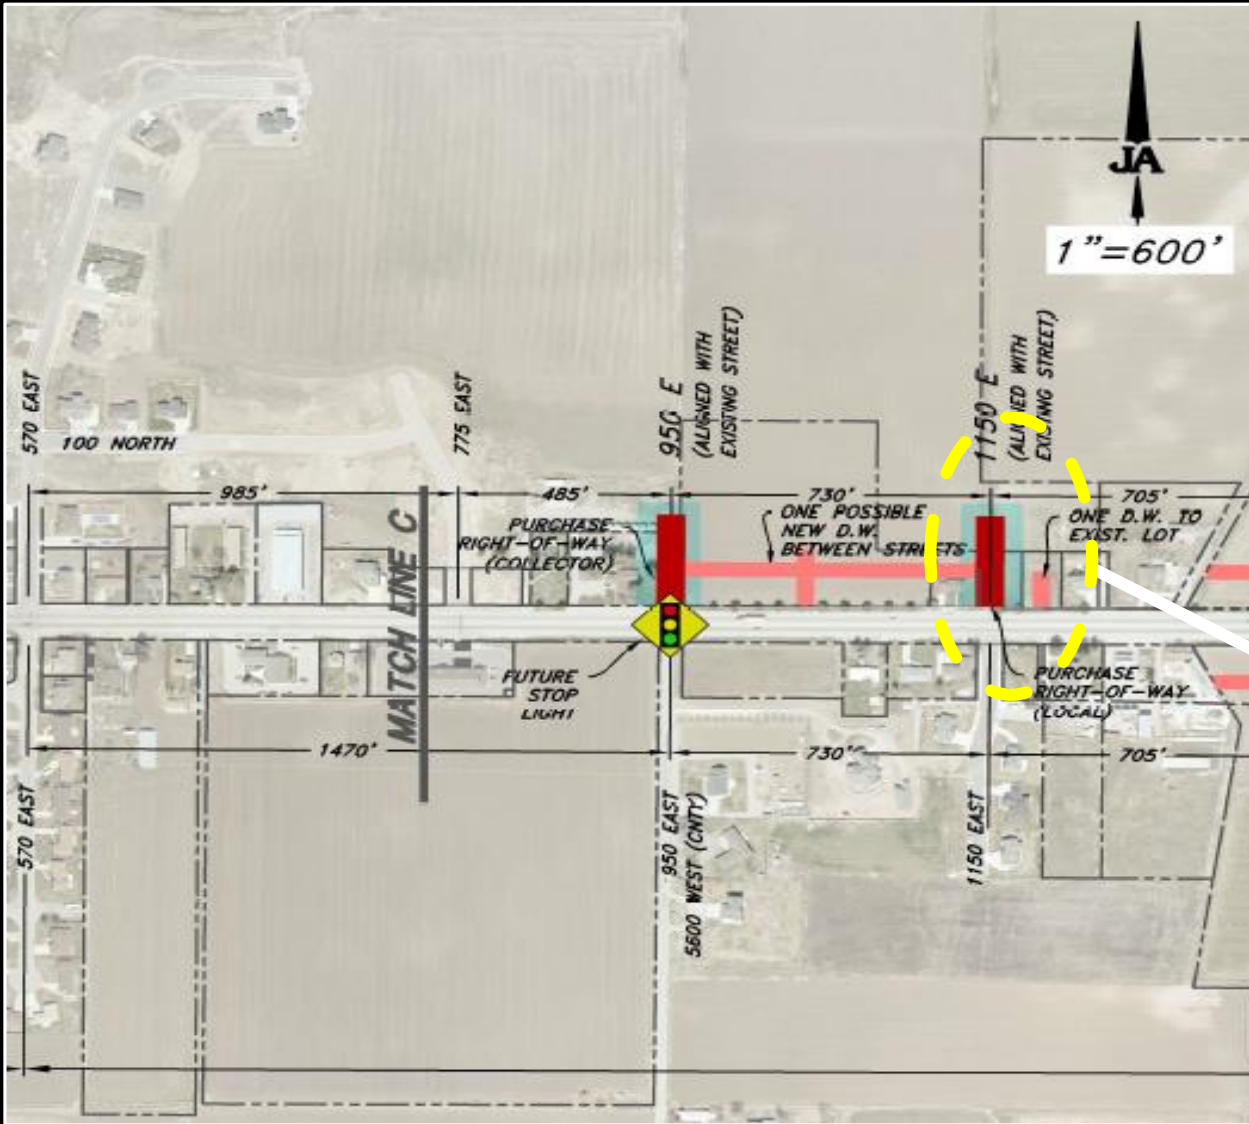 JA
1"=600'
570 EAST
100 NORTH
775 EAST
950 E
(ALIGNED WITH
EXISTING STREET)
1150 E
(ALIGNED WITH
EXISTING STREET)
985'
485'
730'
705'
PURCHASE
RIGHT-OF-WAY
(COLLECTOR)
ONE POSSIBLE
NEW D.W.
BETWEEN STREETS
ONE D.W. TO
EXIST. LOT
MATCH LINE C
FUTURE
STOP
LIGHT
PURCHASE
RIGHT-OF-WAY
(LOCAL)
1470'
730'
705'
570 EAST
950 EAST
5600 WEST (CNTY)
1150 EAST